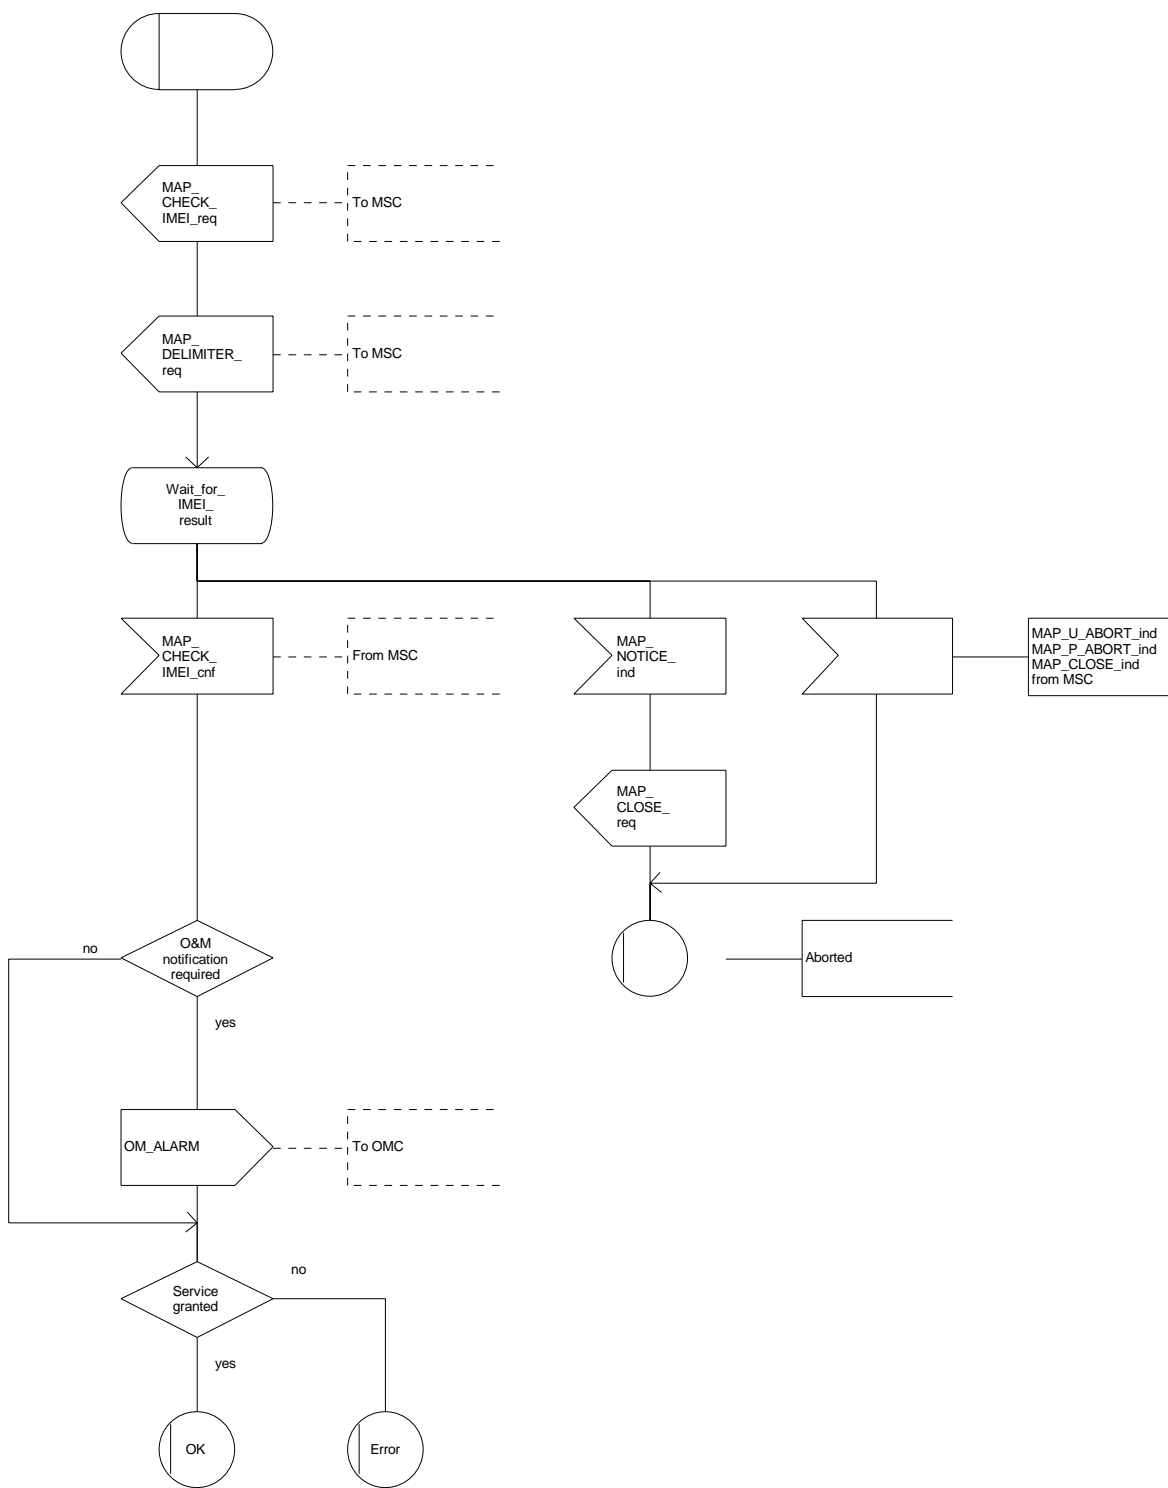 MAP_
CHECK_
IMEI_req
To MSC
MAP_
DELIMITER_
req
To MSC
Wait_for_
IMEI_
result
MAP_
CHECK_
IMEI_cnf
From MSC
MAP_
NOTICE_
ind
MAP_U_ABORT_ind
MAP_P_ABORT_ind
MAP_CLOSE_ind
from MSC
MAP_
CLOSE_
req
no
O&M
notification
required
Aborted
yes
OM_ALARM
To OMC
no
Service
granted
yes
OK
Error